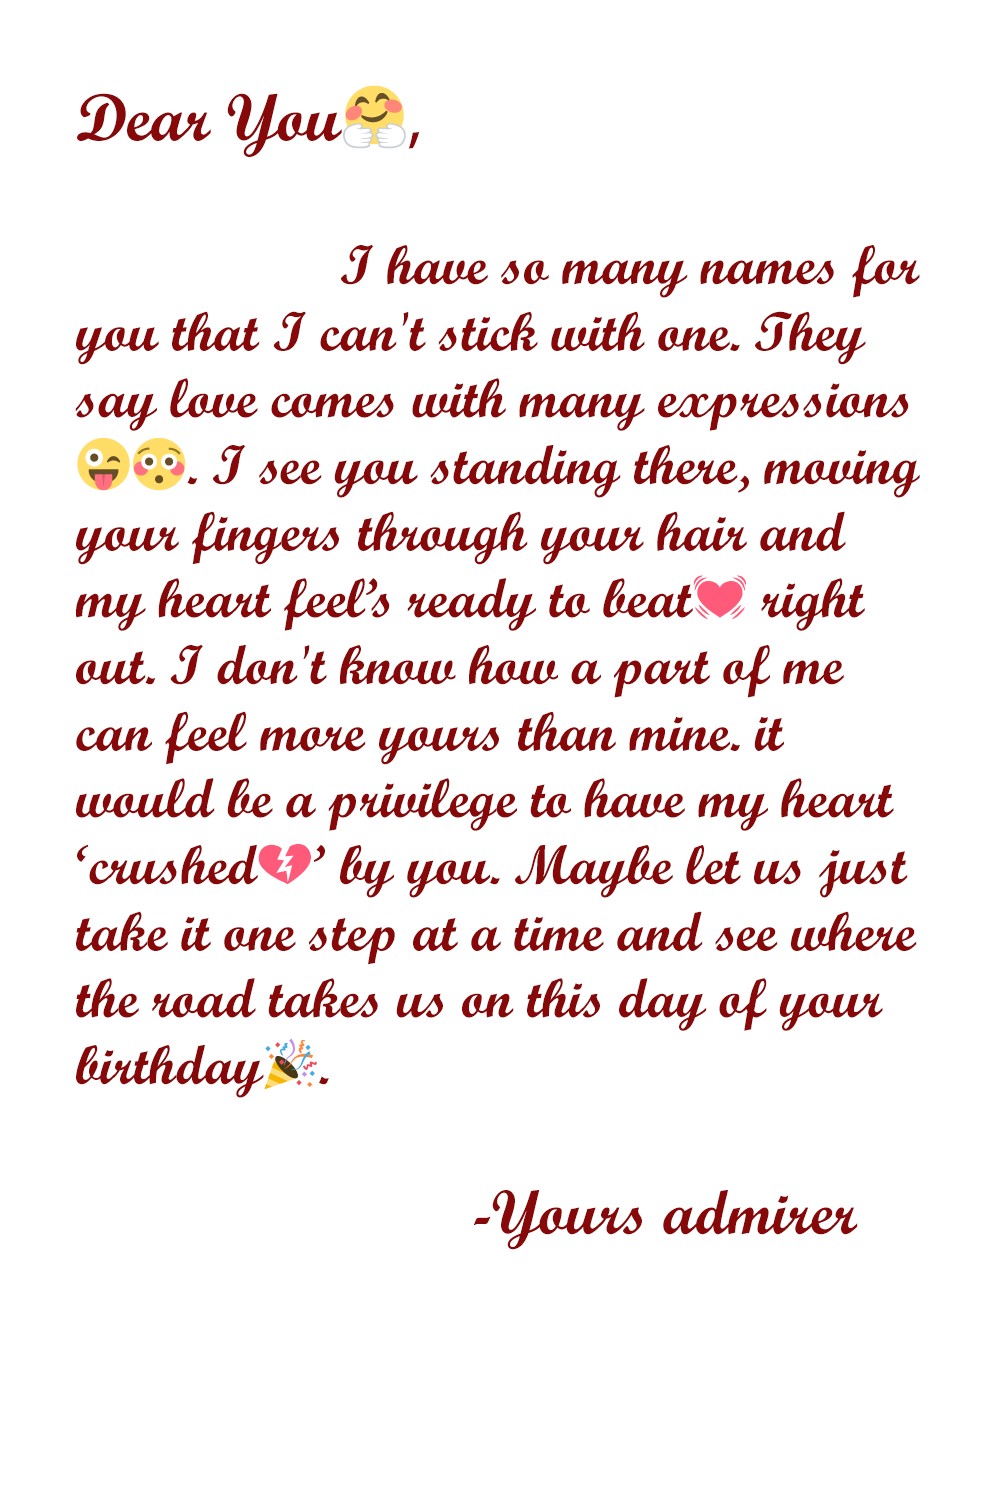 Dear You🤗,
I have so many names for
you that I can't stick with one. They
say love comes with many expressions
😜😳. I see you standing there, moving
your fingers through your hair and
my heart feel’s ready to beat💓 right
out. I don't know how a part of me
can feel more yours than mine. it
would be a privilege to have my heart
‘crushed💔’ by you. Maybe let us just
take it one step at a time and see where
the road takes us on this day of your
birthday🎉.
-Yours admirer